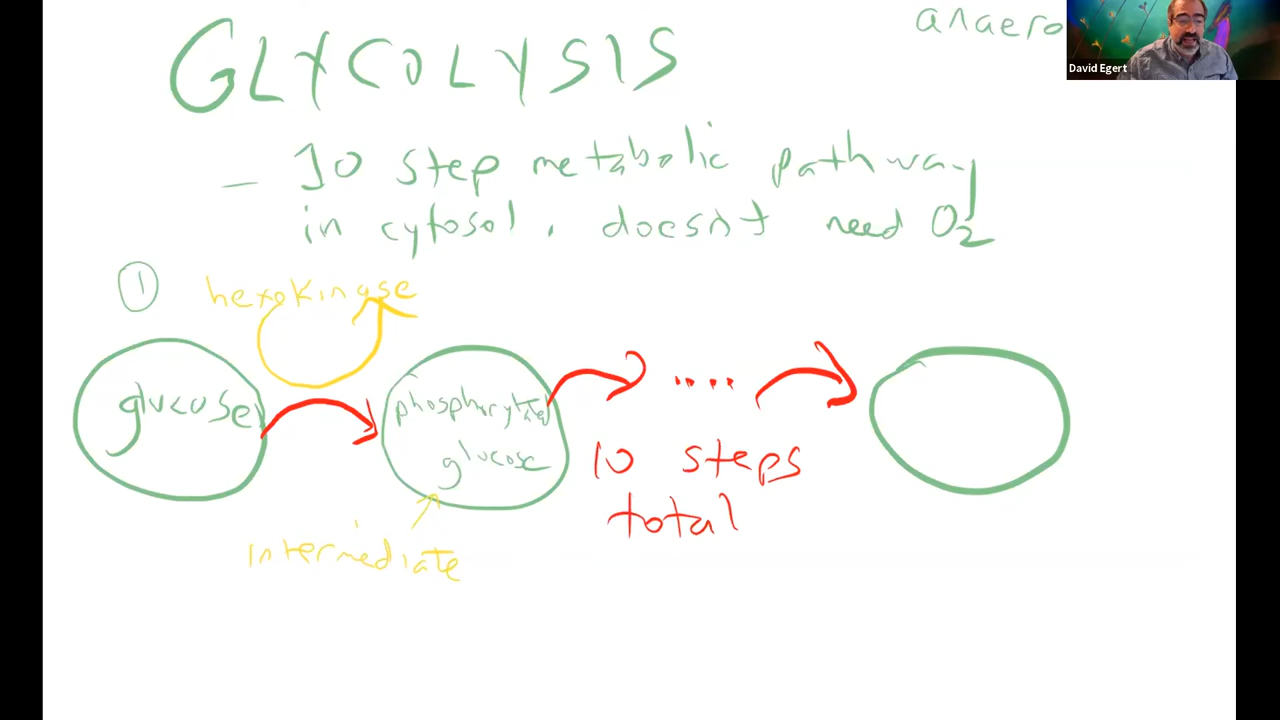 anaero
David Egert
GLYCOLYSIS
- 10 step metabolic pathway
in cytosol. doesn't need O2
1 hexokinase
glucose
phosphorylated
glucose
.....
10 steps
total
intermediate